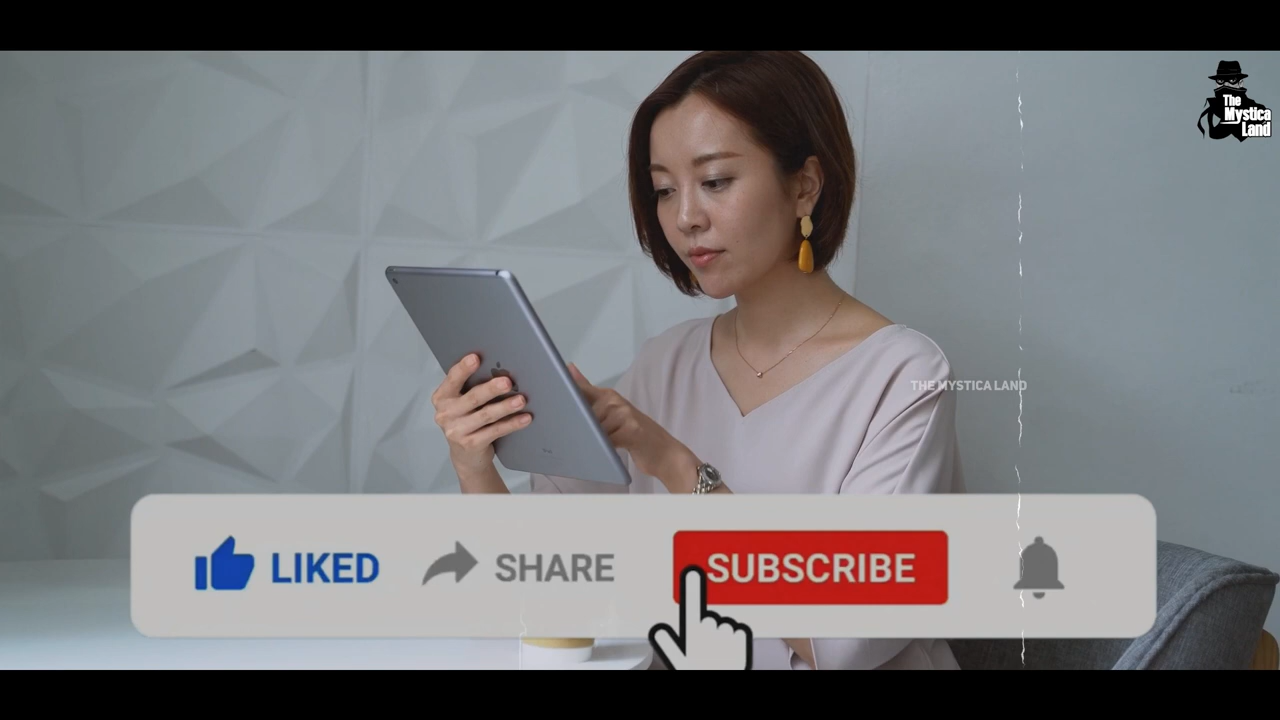 The
Mystica
Land
THE MYSTICA LAND
LIKED
SHARE
SUBSCRIBE